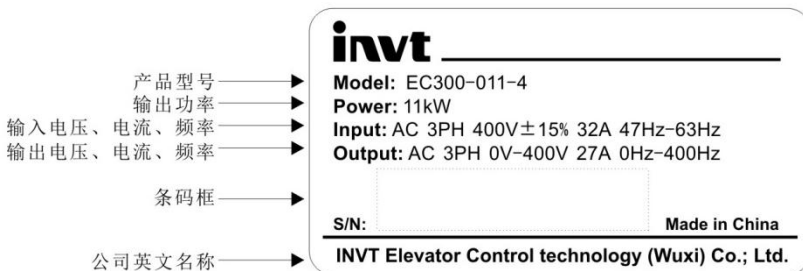 invt
产品型号 Model: EC300-011-4
输出功率 Power: 11kW
输入电压、电流、频率 Input: AC 3PH 400V±15% 32A 47Hz-63Hz
输出电压、电流、频率 Output: AC 3PH 0V-400V 27A 0Hz-400Hz
条码框
S/N: Made in China
公司英文名称 INVT Elevator Control technology (Wuxi) Co.; Ltd.